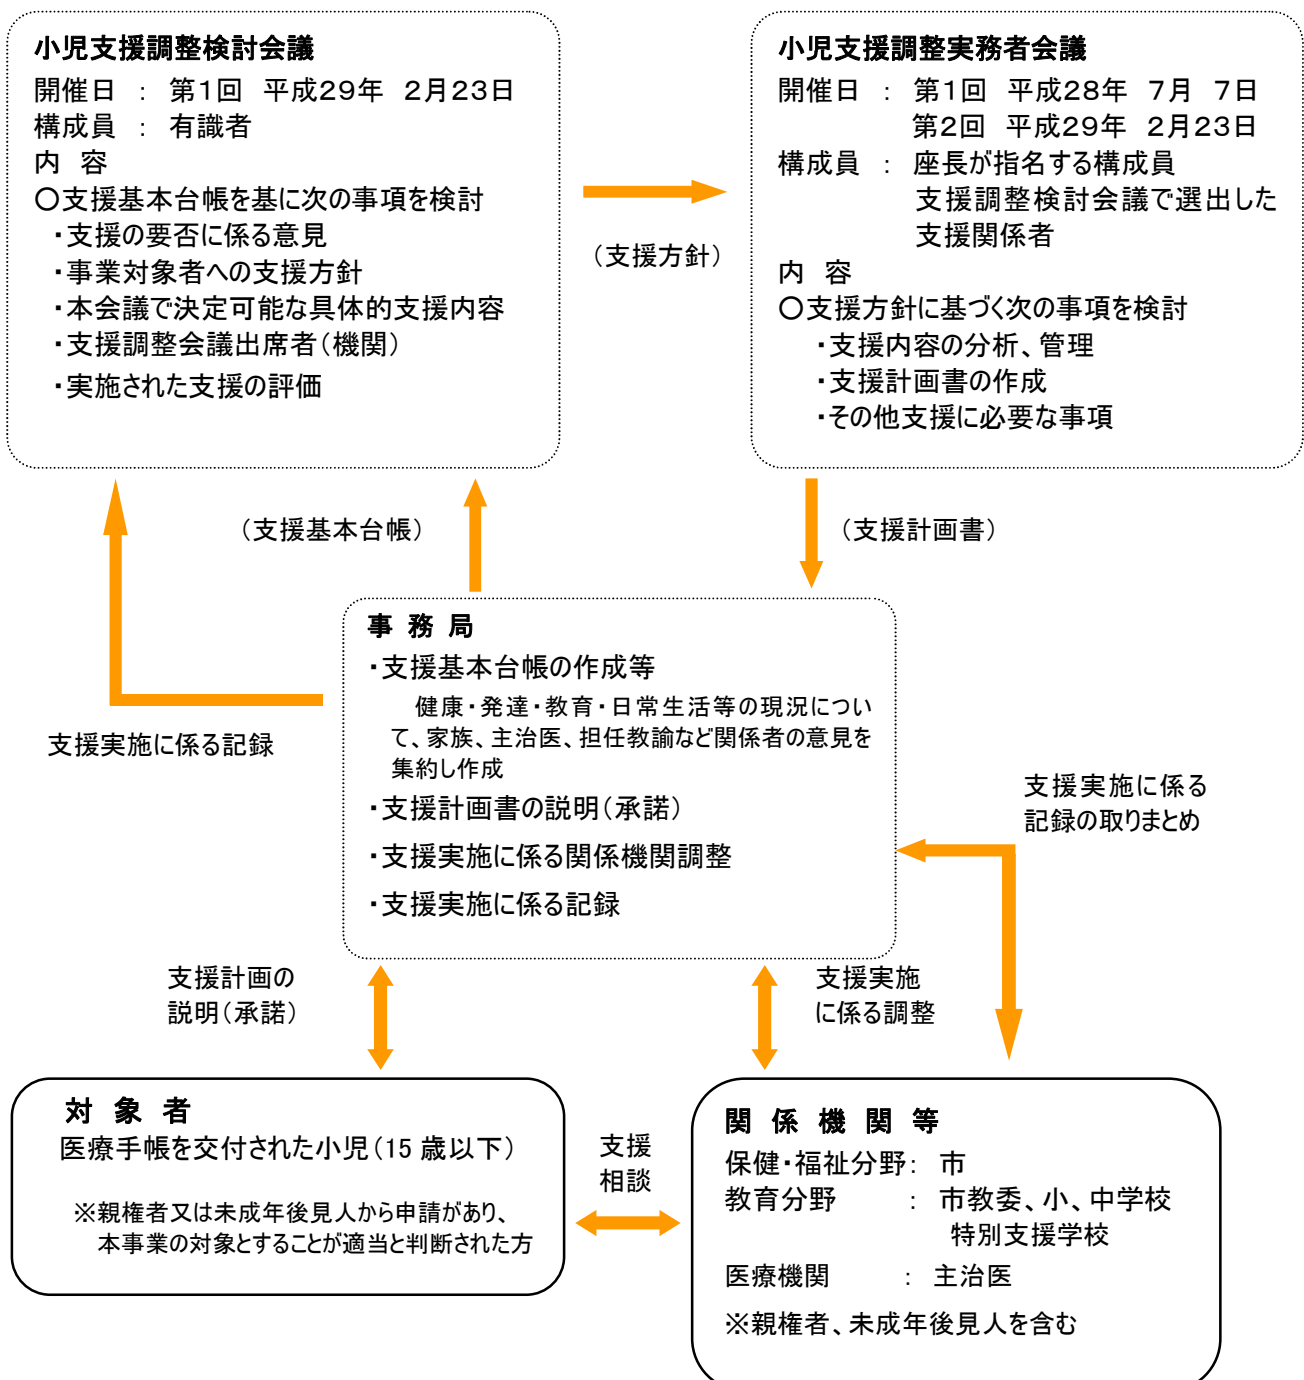 小児支援調整検討会議
開催日 ： 第1回 平成29年 2月23日
構成員 ： 有識者
内 容
○支援基本台帳を基に次の事項を検討
・支援の要否に係る意見
・事業対象者への支援方針
・本会議で決定可能な具体的支援内容
・支援調整会議出席者（機関）
・実施された支援の評価
（支援方針）
小児支援調整実務者会議
開催日 ： 第1回 平成28年 7月 7日
第2回 平成29年 2月23日
構成員 ： 座長が指名する構成員
支援調整検討会議で選出した
支援関係者
内 容
○支援方針に基づく次の事項を検討
・支援内容の分析、管理
・支援計画書の作成
・その他支援に必要な事項
（支援基本台帳）
（支援計画書）
支援実施に係る記録
事 務 局
・支援基本台帳の作成等
健康・発達・教育・日常生活等の現況につい
て、家族、主治医、担任教諭など関係者の意見を
集約し作成
・支援計画書の説明（承諾）
・支援実施に係る関係機関調整
・支援実施に係る記録
支援実施に係る
記録の取りまとめ
支援計画の
説明（承諾）
支援実施
に係る調整
対 象 者
医療手帳を交付された小児（15 歳以下）
※親権者又は未成年後見人から申請があり、
本事業の対象とすることが適当と判断された方
支援
相談
関 係 機 関 等
保健・福祉分野： 市
教育分野 ： 市教委、小、中学校
特別支援学校
医療機関 ： 主治医
※親権者、未成年後見人を含む